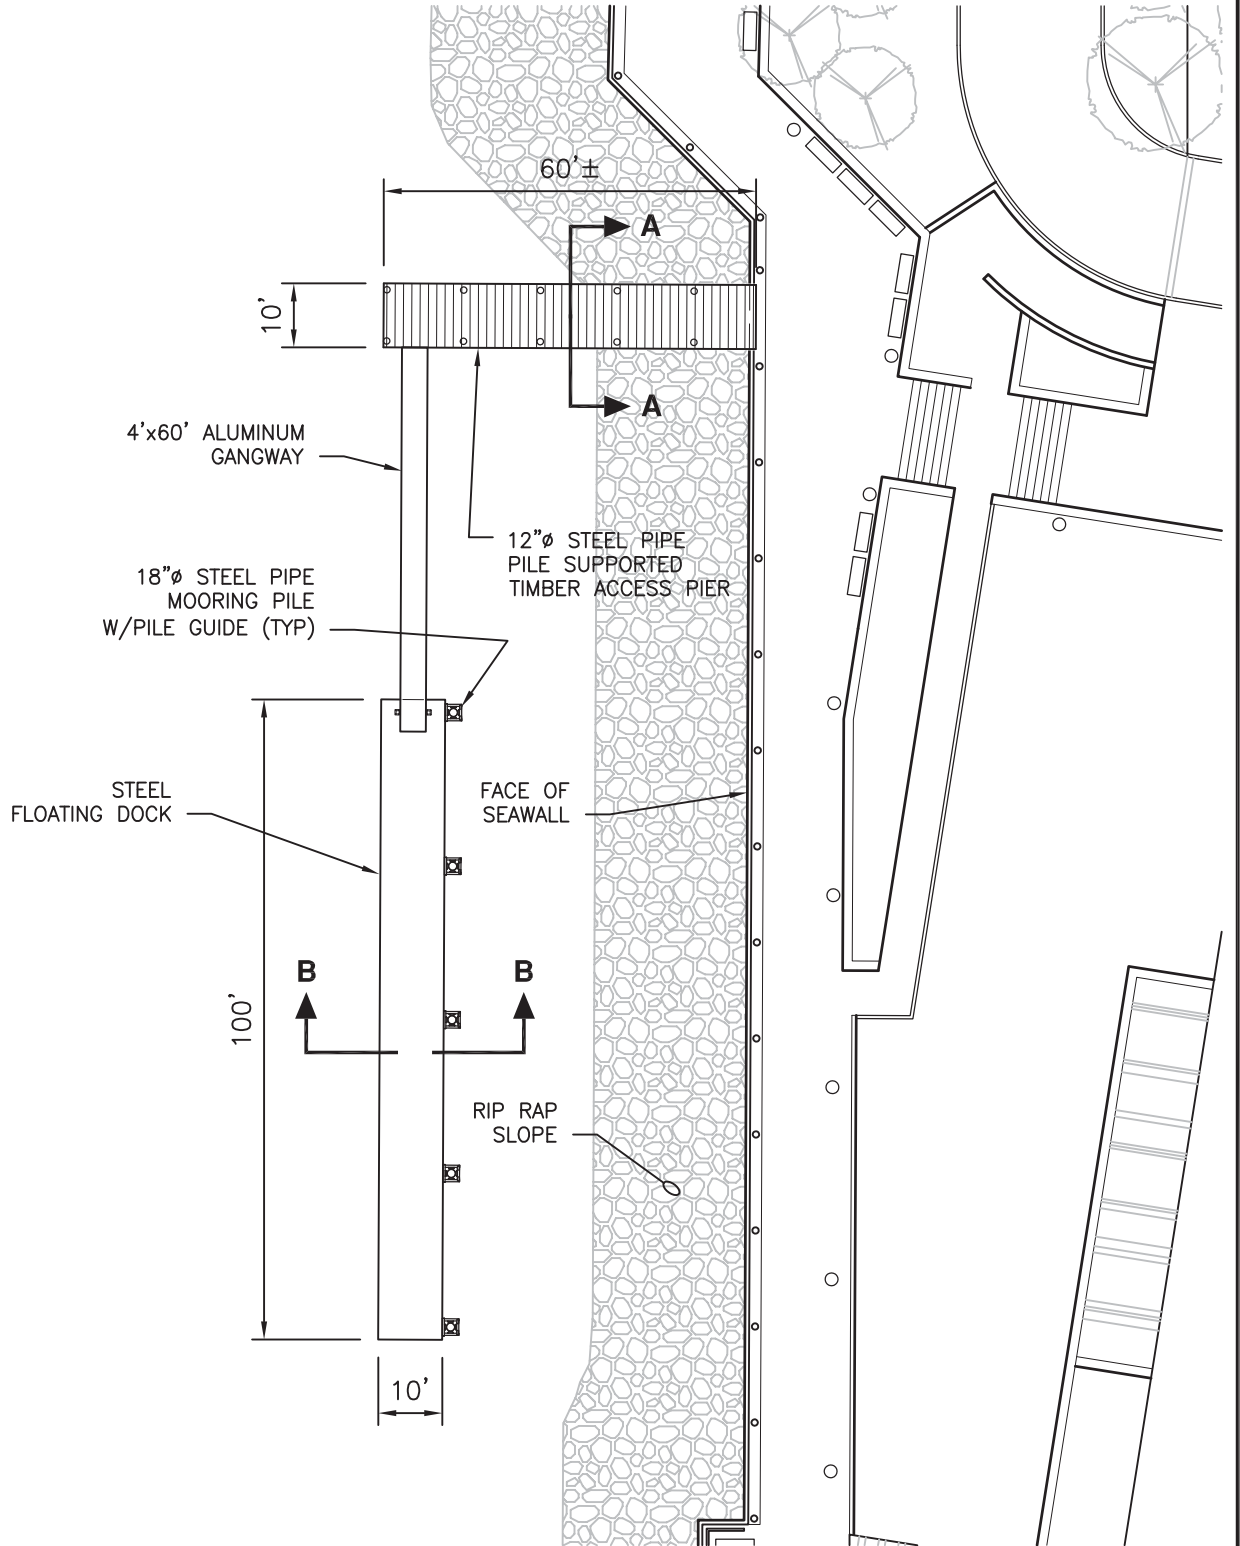 60'±
A
10'
A
4'x60' ALUMINUM
GANGWAY
12"ø STEEL PIPE
PILE SUPPORTED
TIMBER ACCESS PIER
18"ø STEEL PIPE
MOORING PILE
W/PILE GUIDE (TYP)
STEEL
FLOATING DOCK
FACE OF
SEAWALL
B
B
100'
RIP RAP
SLOPE
10'